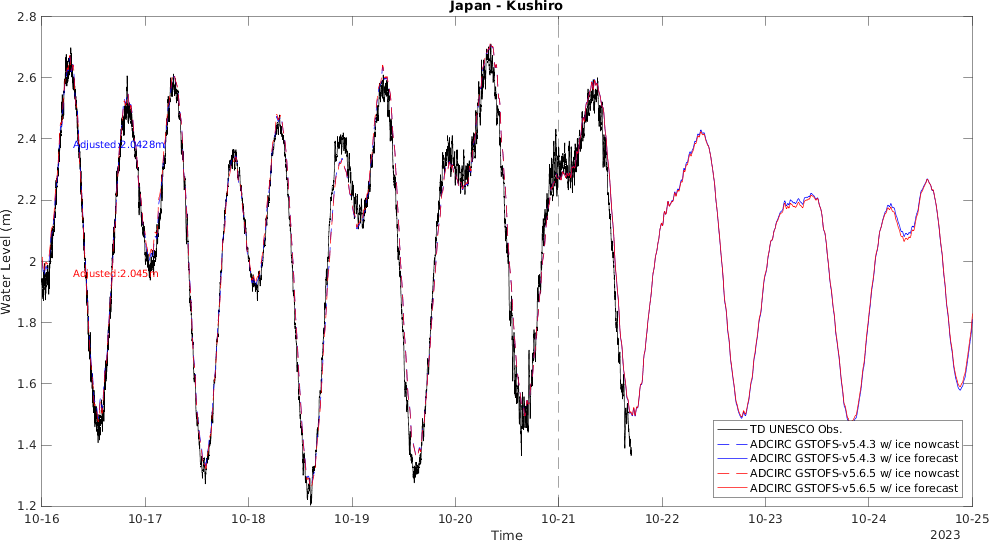 Japan - Kushiro
2.8
2.6
2.4
2.2
2
1.8
1.6
1.4
1.2
Water Level (m)
Adjusted:2.0428m
Adjusted:2.045m
TD UNESCO Obs.
ADCIRC GSTOFS-v5.4.3 w/ ice nowcast
ADCIRC GSTOFS-v5.4.3 w/ ice forecast
ADCIRC GSTOFS-v5.6.5 w/ ice nowcast
ADCIRC GSTOFS-v5.6.5 w/ ice forecast
10-16 10-17 10-18 10-19 10-20 10-21 10-22 10-23 10-24 10-25
Time
2023